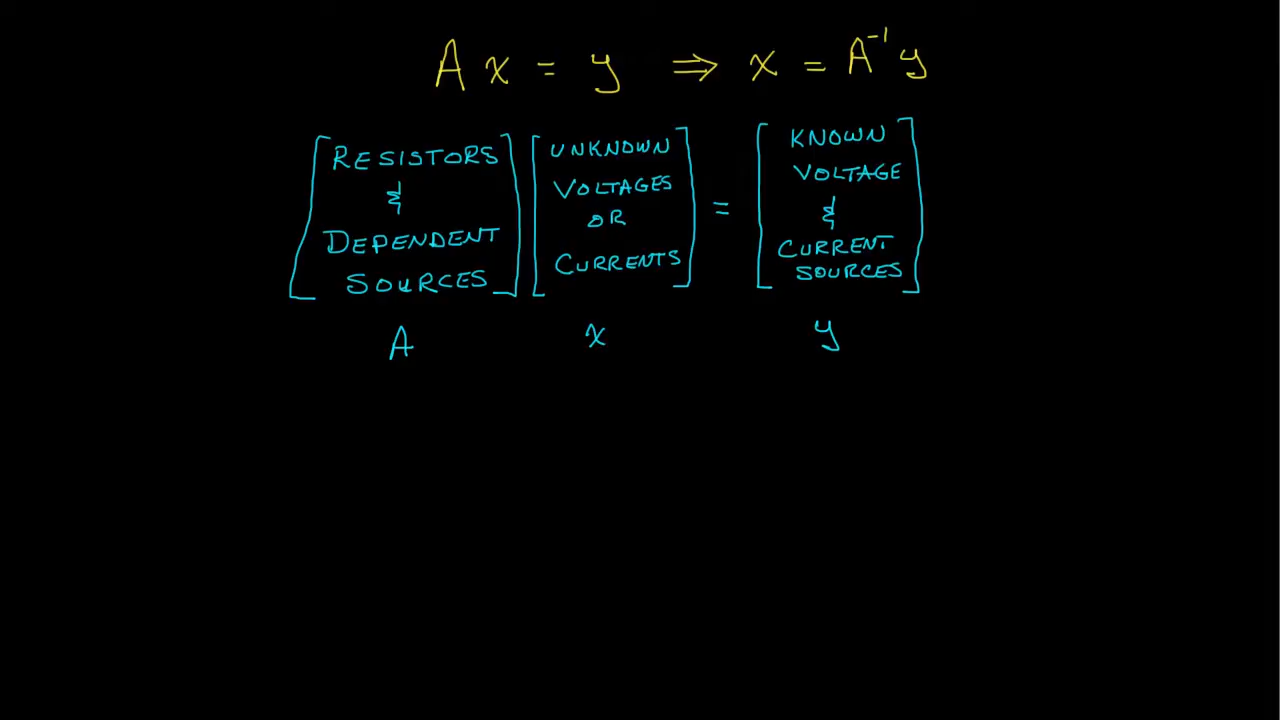 A x = y ⇒ x = A⁻¹ y
RESISTORS & DEPENDENT SOURCES
UNKNOWN VOLTAGES OR CURRENTS
=
KNOWN VOLTAGE & CURRENT SOURCES
A x y